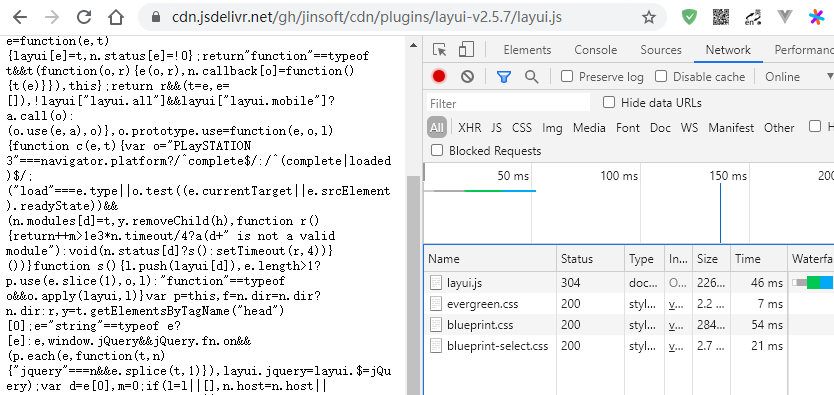 cdn.jsdelivr.net/gh/jinsoft/cdn/plugins/layui-v2.5.7/layui.js
en
e=function(e,t)
{layui[e]=t,n.status[e]=!0};return"function"==typeof
t&&t(function(o,r){e(o,r),n.callback[o]=function()
{t(e)}}),this};return r&&(t=e,e=
[]),!layui["layui.all"]&&layui["layui.mobile"]?
a.call(o):
(o.use(e,a),o)},o.prototype.use=function(e,o,l)
{function c(e,t){var o="PLaySTATION
3"===navigator.platform?/^complete$/:/^(complete|loaded
)$/;
("load"===e.type||o.test((e.currentTarget||e.srcElement
).readyState))&&
(n.modules[d]=t,y.removeChild(h),function r()
{return++m>1e3*n.timeout/4?a(d+" is not a valid
module"):void(n.status[d]?s():setTimeout(r,4))}
())}function s(){l.push(layui[d]),e.length>1?
p.use(e.slice(1),o,l):"function"==typeof
o&&o.apply(layui,l)}var p=this,f=n.dir=n.dir?
n.dir:r,y=t.getElementsByTagName("head")
[0];e="string"==typeof e?
[e]:e,window.jQuery&&jQuery.fn.on&&
(p.each(e,function(t,n)
{"jquery"===n&&e.splice(t,1)}),layui.jquery=layui.$=jQu
ery);var d=e[0],m=0;if(l=l||[],n.host=n.host||
Elements Console Sources Network Performanc
Preserve log Disable cache Online
Filter Hide data URLs
All XHR JS CSS Img Media Font Doc WS Manifest Other H
Blocked Requests
50 ms 100 ms 150 ms 200
Name Status Type In... Size Time Waterfa
layui.js 304 doc... O... 226... 46 ms
evergreen.css 200 styl... v... 2.2 ... 7 ms
blueprint.css 200 styl... v... 284... 54 ms
blueprint-select.css 200 styl... v... 2.7 ... 21 ms